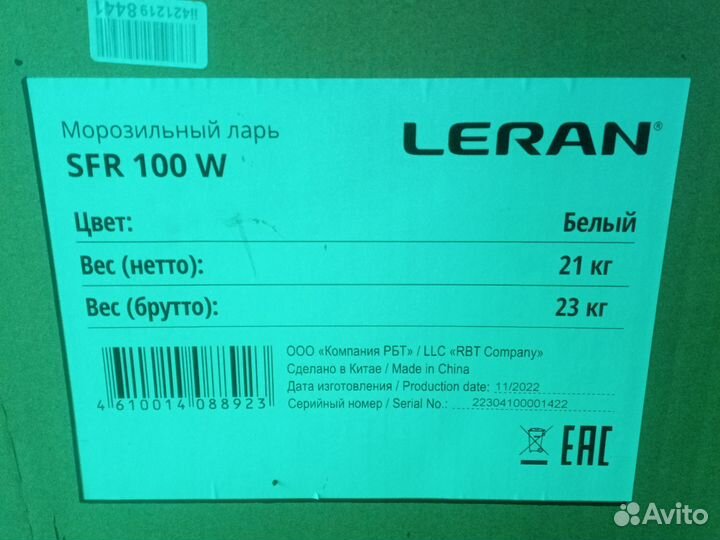 ii4212198441
Морозильный ларь
LERAN®
SFR 100 W
Цвет: Белый
Вес (нетто): 21 кг
Вес (брутто): 23 кг
ООО «Компания РБТ» / LLC «RBT Company»
Сделано в Китае / Made in China
Дата изготовления / Production date: 11/2022
Серийный номер / Serial No.: 22304100001422
4 610014 088923
EAC
Avito